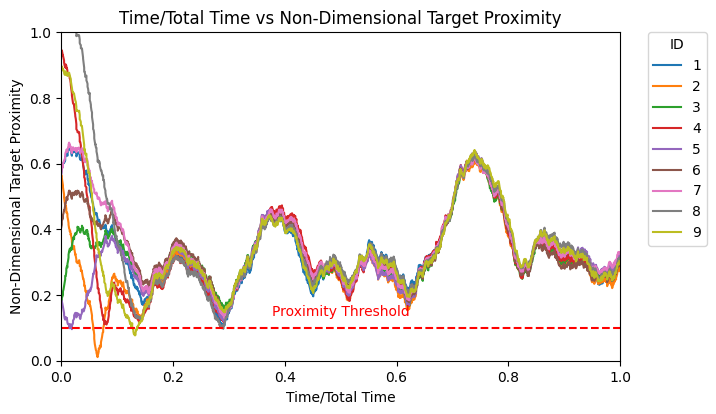 Time/Total Time vs Non-Dimensional Target Proximity
ID
1
2
3
4
5
6
7
8
9
Non-Dimensional Target Proximity
1.0
0.8
0.6
0.4
0.2
0.0
Proximity Threshold
0.0 0.2 0.4 0.6 0.8 1.0
Time/Total Time